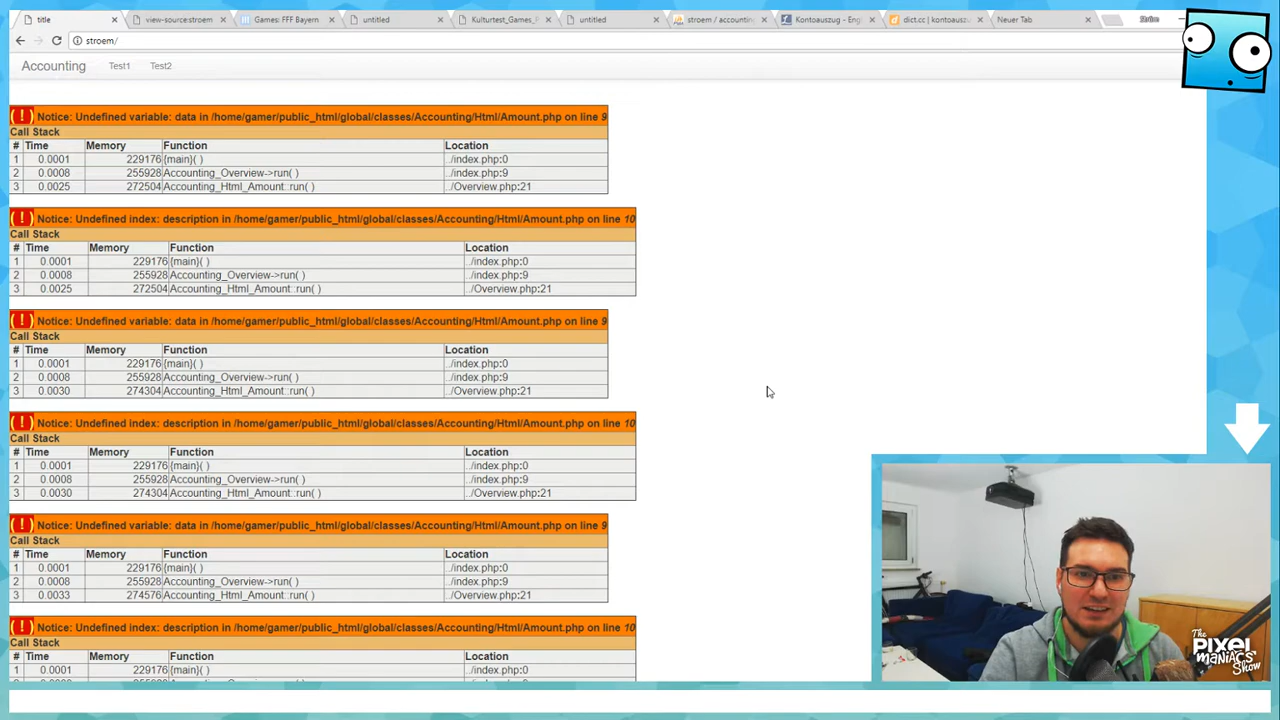 title
view-source:stroem
Games: FFF Bayern
untitled
Kulturtest_Games_
untitled
stroem / accounting
Kontoauszug - Engl
dict.cc | kontoausz
Neuer Tab
stroem/
Accounting Test1 Test2
( ! ) Notice: Undefined variable: data in /home/gamer/public_html/global/classes/Accounting/Html/Amount.php on line 9
Call Stack
# Time Memory Function Location
1 0.0001 229176 {main}( ) ../index.php:0
2 0.0008 255928 Accounting_Overview->run( ) ../index.php:9
3 0.0025 272504 Accounting_Html_Amount::run( ) ../Overview.php:21
( ! ) Notice: Undefined index: description in /home/gamer/public_html/global/classes/Accounting/Html/Amount.php on line 10
Call Stack
# Time Memory Function Location
1 0.0001 229176 {main}( ) ../index.php:0
2 0.0008 255928 Accounting_Overview->run( ) ../index.php:9
3 0.0025 272504 Accounting_Html_Amount::run( ) ../Overview.php:21
( ! ) Notice: Undefined variable: data in /home/gamer/public_html/global/classes/Accounting/Html/Amount.php on line 9
Call Stack
# Time Memory Function Location
1 0.0001 229176 {main}( ) ../index.php:0
2 0.0008 255928 Accounting_Overview->run( ) ../index.php:9
3 0.0030 274304 Accounting_Html_Amount::run( ) ../Overview.php:21
( ! ) Notice: Undefined index: description in /home/gamer/public_html/global/classes/Accounting/Html/Amount.php on line 10
Call Stack
# Time Memory Function Location
1 0.0001 229176 {main}( ) ../index.php:0
2 0.0008 255928 Accounting_Overview->run( ) ../index.php:9
3 0.0030 274304 Accounting_Html_Amount::run( ) ../Overview.php:21
( ! ) Notice: Undefined variable: data in /home/gamer/public_html/global/classes/Accounting/Html/Amount.php on line 9
Call Stack
# Time Memory Function Location
1 0.0001 229176 {main}( ) ../index.php:0
2 0.0008 255928 Accounting_Overview->run( ) ../index.php:9
3 0.0033 274576 Accounting_Html_Amount::run( ) ../Overview.php:21
( ! ) Notice: Undefined index: description in /home/gamer/public_html/global/classes/Accounting/Html/Amount.php on line 10
Call Stack
# Time Memory Function Location
1 0.0001 229176 {main}( ) ../index.php:0
The
PIXEL
MANIACS
Show